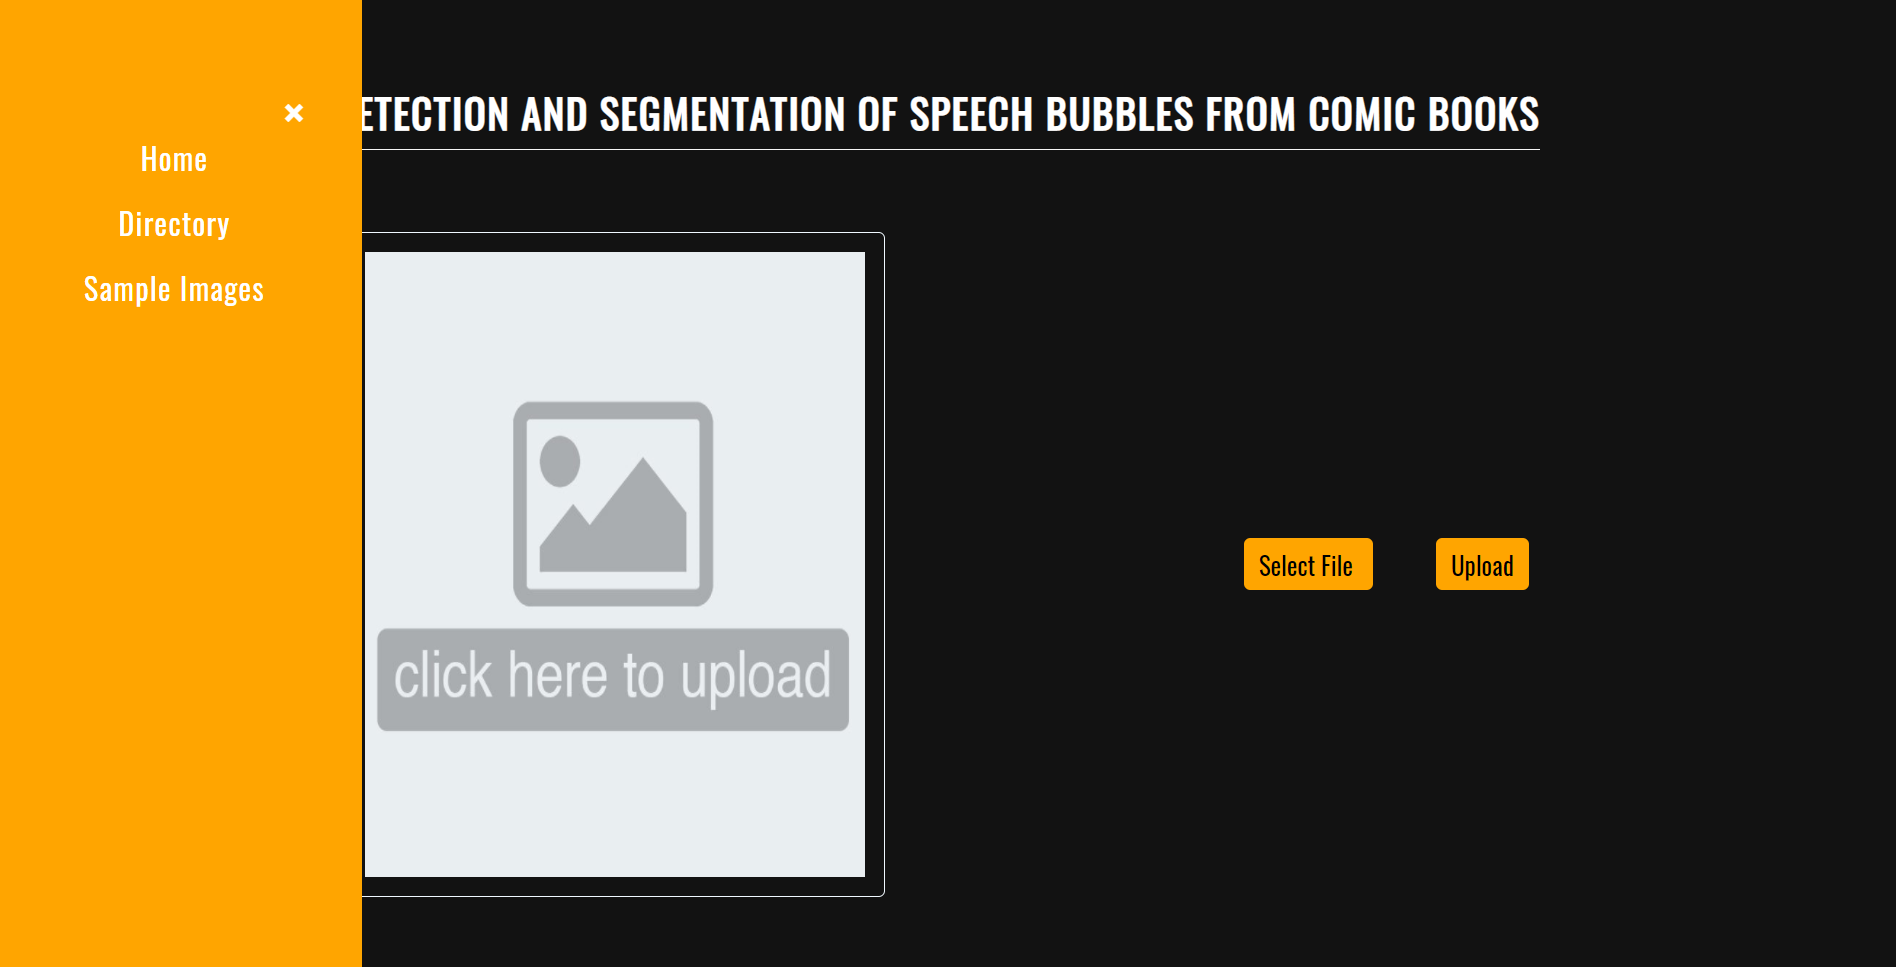 ETECTION AND SEGMENTATION OF SPEECH BUBBLES FROM COMIC BOOKS
Home
Directory
Sample Images
click here to upload
Select File
Upload